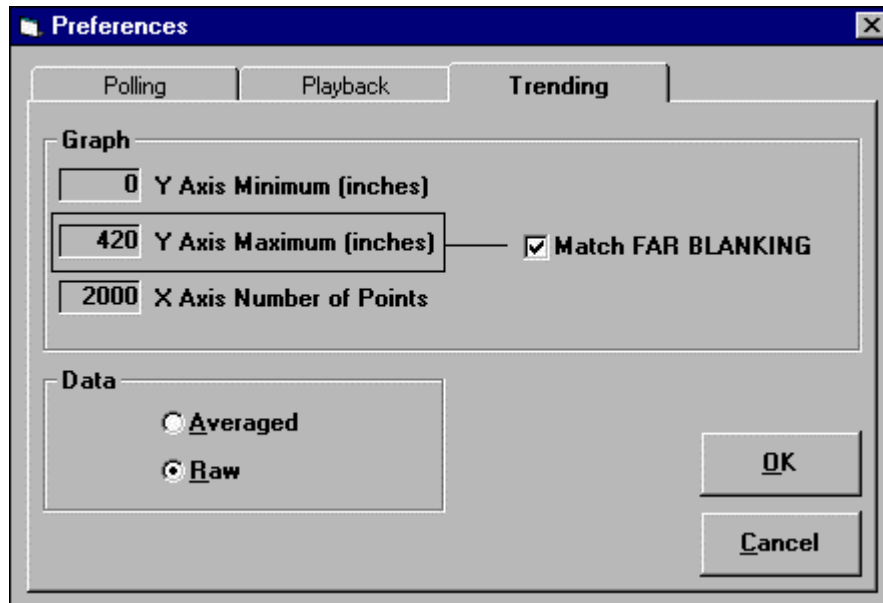 Preferences
Polling Playback Trending
Graph
0 Y Axis Minimum (inches)
420 Y Axis Maximum (inches) Match FAR BLANKING
2000 X Axis Number of Points
Data
Averaged
Raw
OK
Cancel